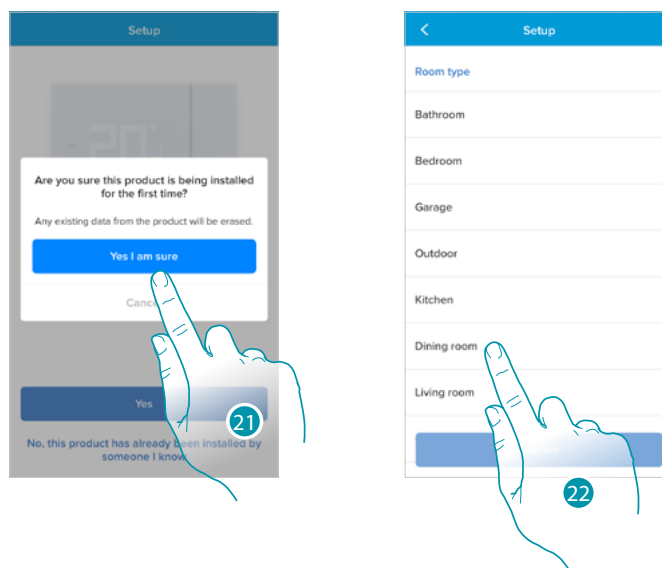 Setup
20
Are you sure this product is being installed
for the first time?
Any existing data from the product will be erased.
Yes I am sure
Yes
21
No, this product has already been installed by
someone I know
Setup
Room type
Bathroom
Bedroom
Garage
Outdoor
Kitchen
Dining room
Living room
22